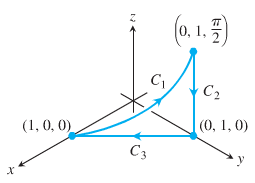 z
(0, 1, π/2)
C₁
C₂
(1, 0, 0)
(0, 1, 0)
C₃
y
x